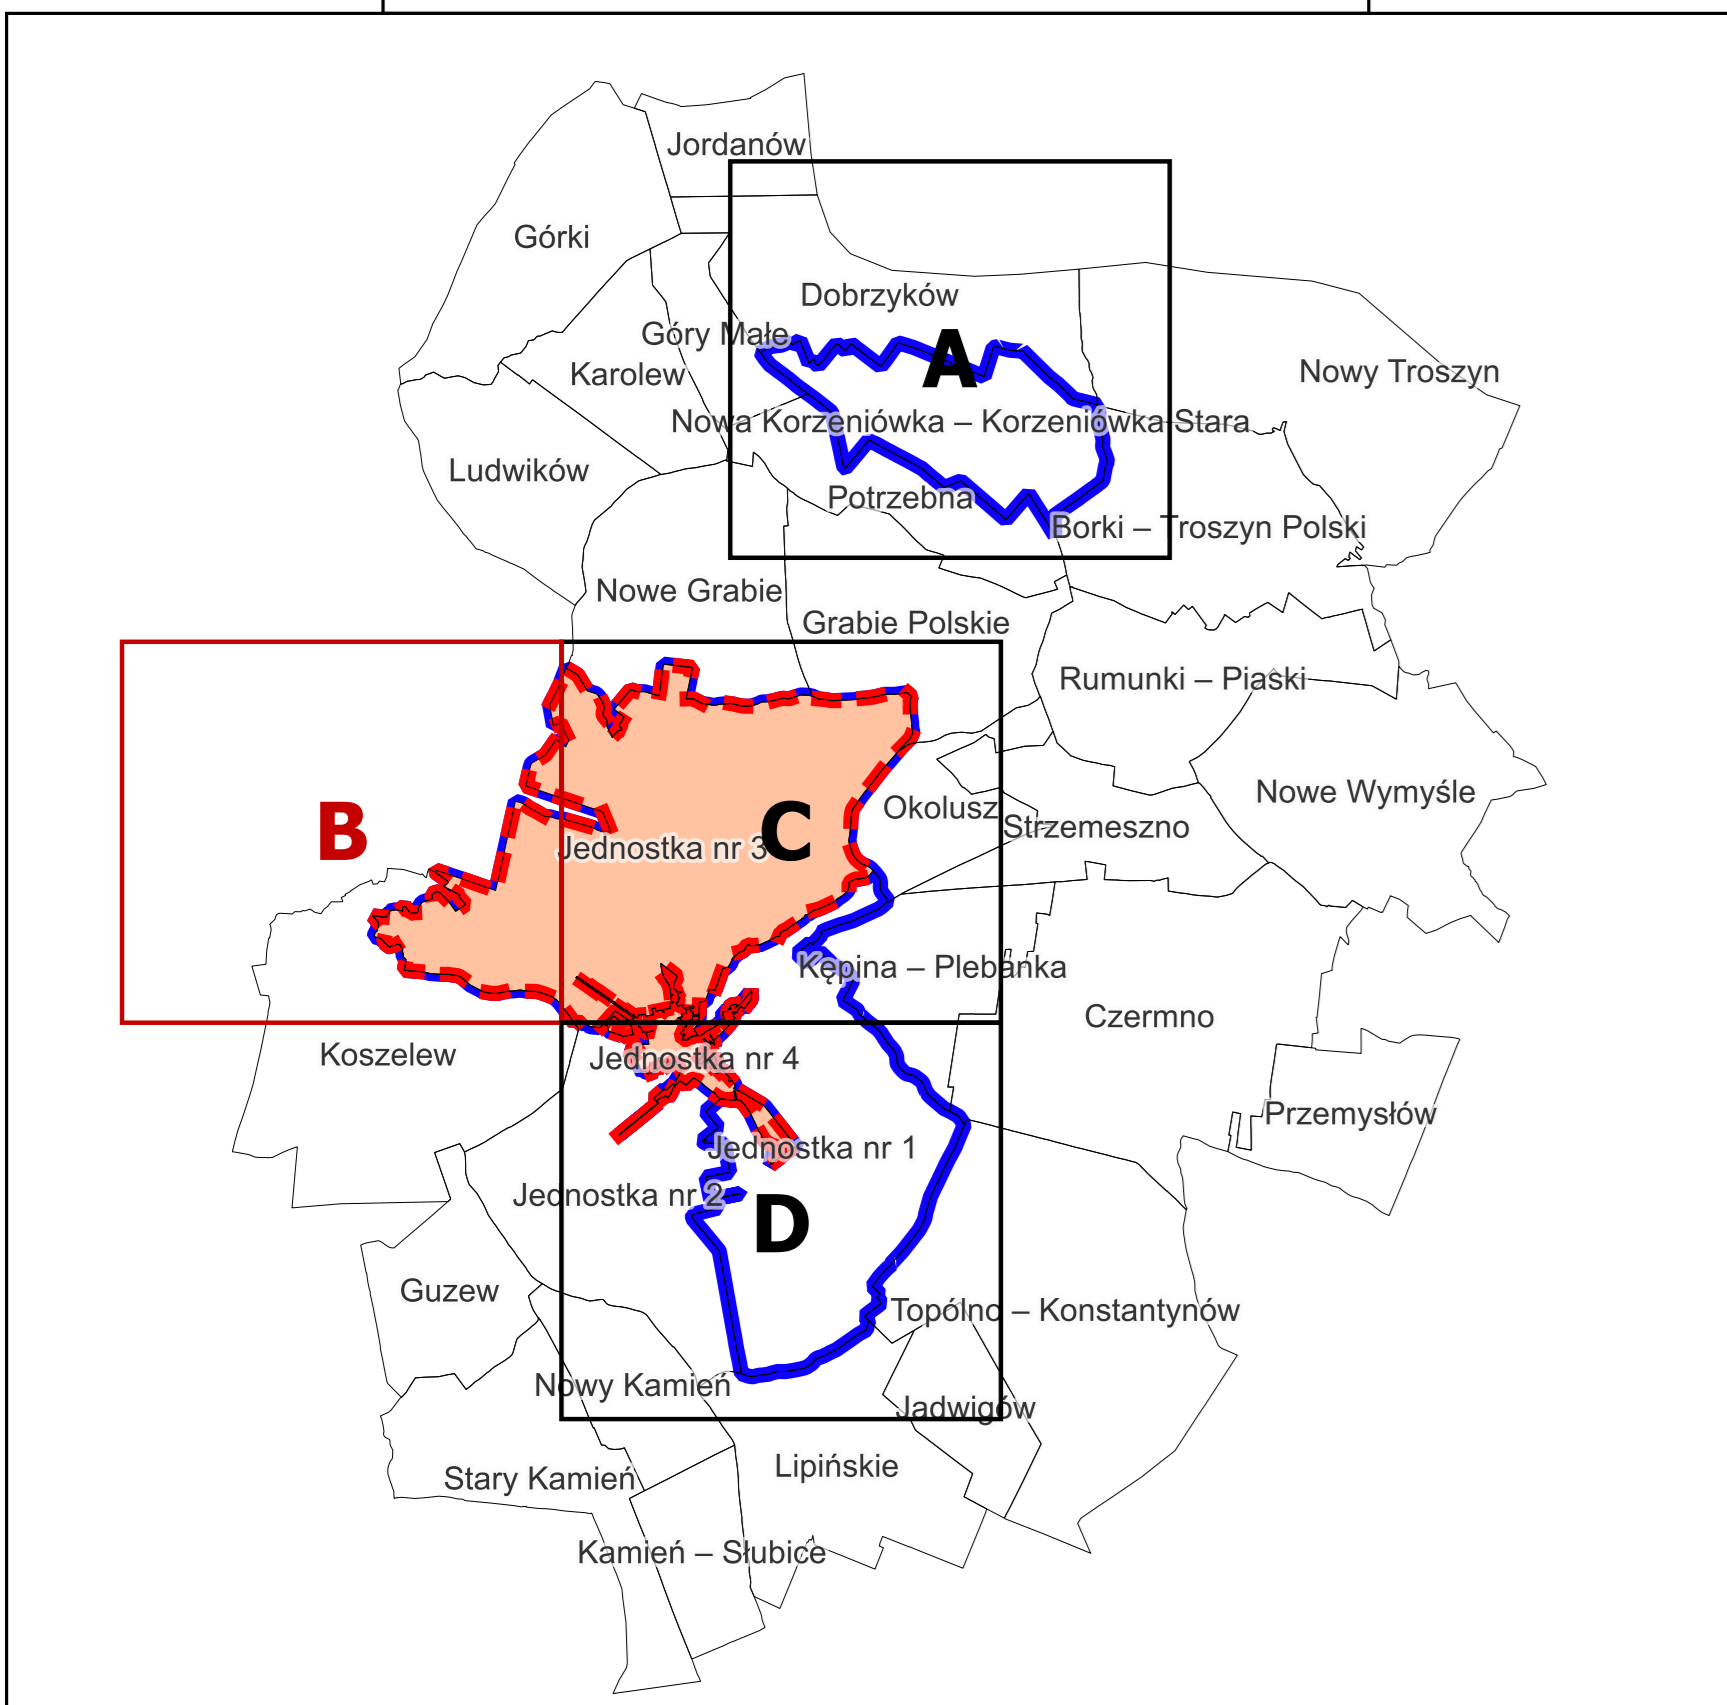 Jordanów
Górki
Dobrzyków
Góry Małe
A
Karolew
Nowy Troszyn
Nowa Korzeniówka – Korzeniówka Stara
Ludwików
Potrzebna
Borki – Troszyn Polski
Nowe Grabie
Grabie Polskie
Rumunki – Piaski
Nowe Wymyśle
Okolusz
Strzemeszno
B
C
Jednostka nr 3
Kępina – Plebanka
Czermno
Koszelew
Jednostka nr 4
Przemysłów
Jednostka nr 1
Jednostka nr 2
D
Guzew
Topólno – Konstantynów
Nowy Kamień
Jadwigów
Lipińskie
Stary Kamień
Kamień – Słubice